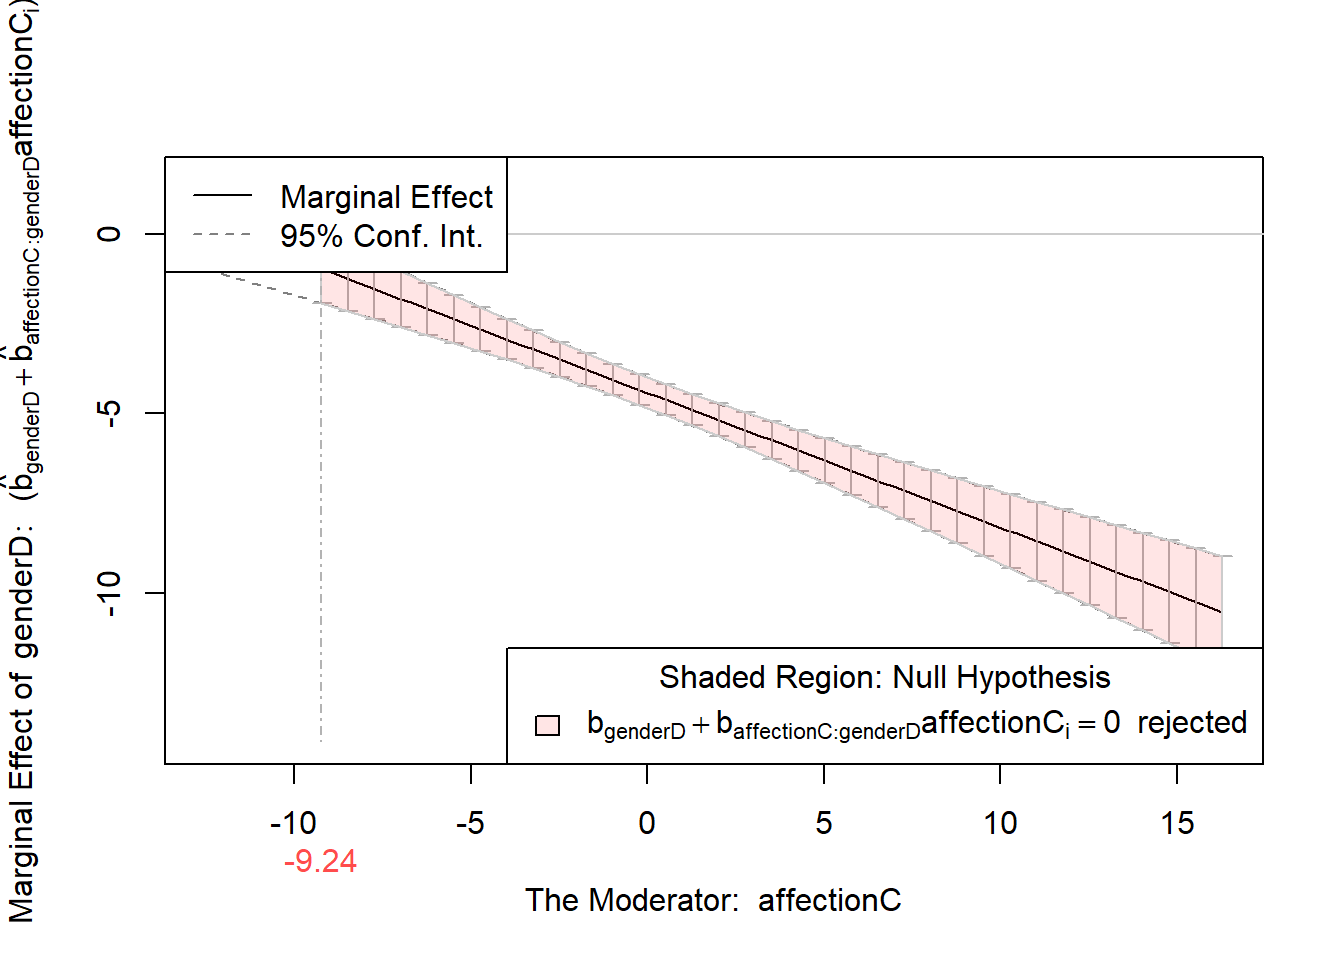 Marginal Effect
95% Conf. Int.
Marginal Effect of genderD: (b̂genderD + b̂affectionC:genderDaffectionCi)
0
-5
-10
Shaded Region: Null Hypothesis
bgenderD + baffectionC:genderDaffectionCi = 0 rejected
-10 -5 0 5 10 15
-9.24
The Moderator: affectionC